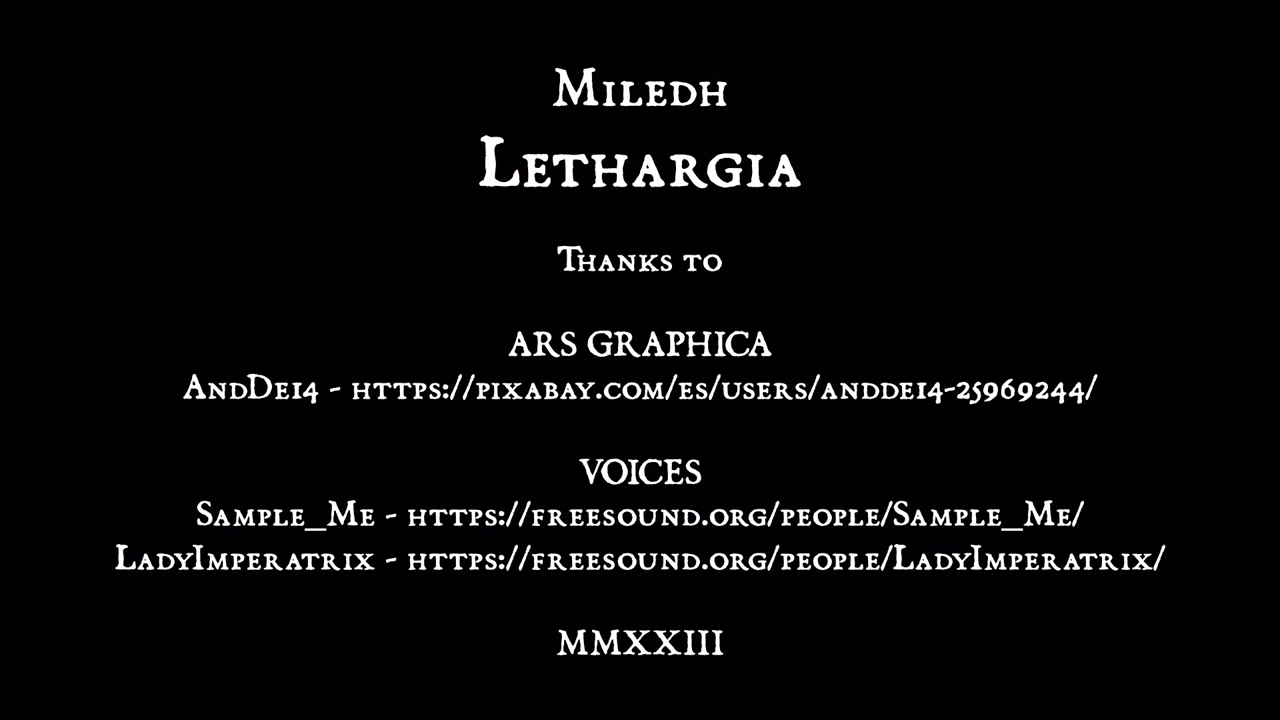 Miledh
Lethargia
Thanks to
ARS GRAPHICA
AndDei4 - https://pixabay.com/es/users/anddei4-25969244/
VOICES
Sample_Me - https://freesound.org/people/Sample_Me/
LadyImperatrix - https://freesound.org/people/LadyImperatrix/
MMXXIII